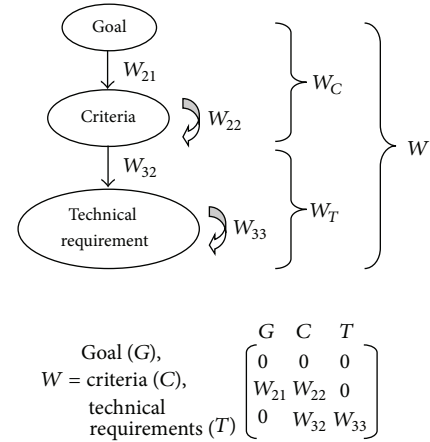 Goal
W21
Criteria
W22
WC
W
W32
Technical
requirement
W33
WT
G C T
Goal (G), 0 0 0
W = criteria (C), W21 W22 0
technical
requirements (T) 0 W32 W33